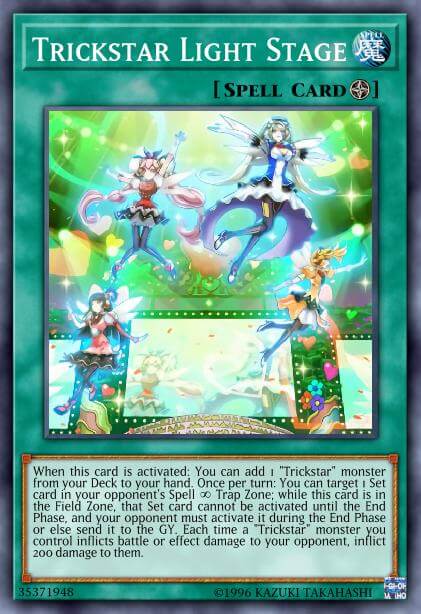 TRICKSTAR LIGHT STAGE
SPELL
魔
[SPELL CARD]
When this card is activated: You can add 1 "Trickstar" monster
from your Deck to your hand. Once per turn: You can target 1 Set
card in your opponent's Spell ∞ Trap Zone; while this card is in
the Field Zone, that Set card cannot be activated until the End
Phase, and your opponent must activate it during the End Phase
or else send it to the GY. Each time a "Trickstar" monster you
control inflicts battle or effect damage to your opponent, inflict
200 damage to them.
35371948
©1996 KAZUKI TAKAHASHI